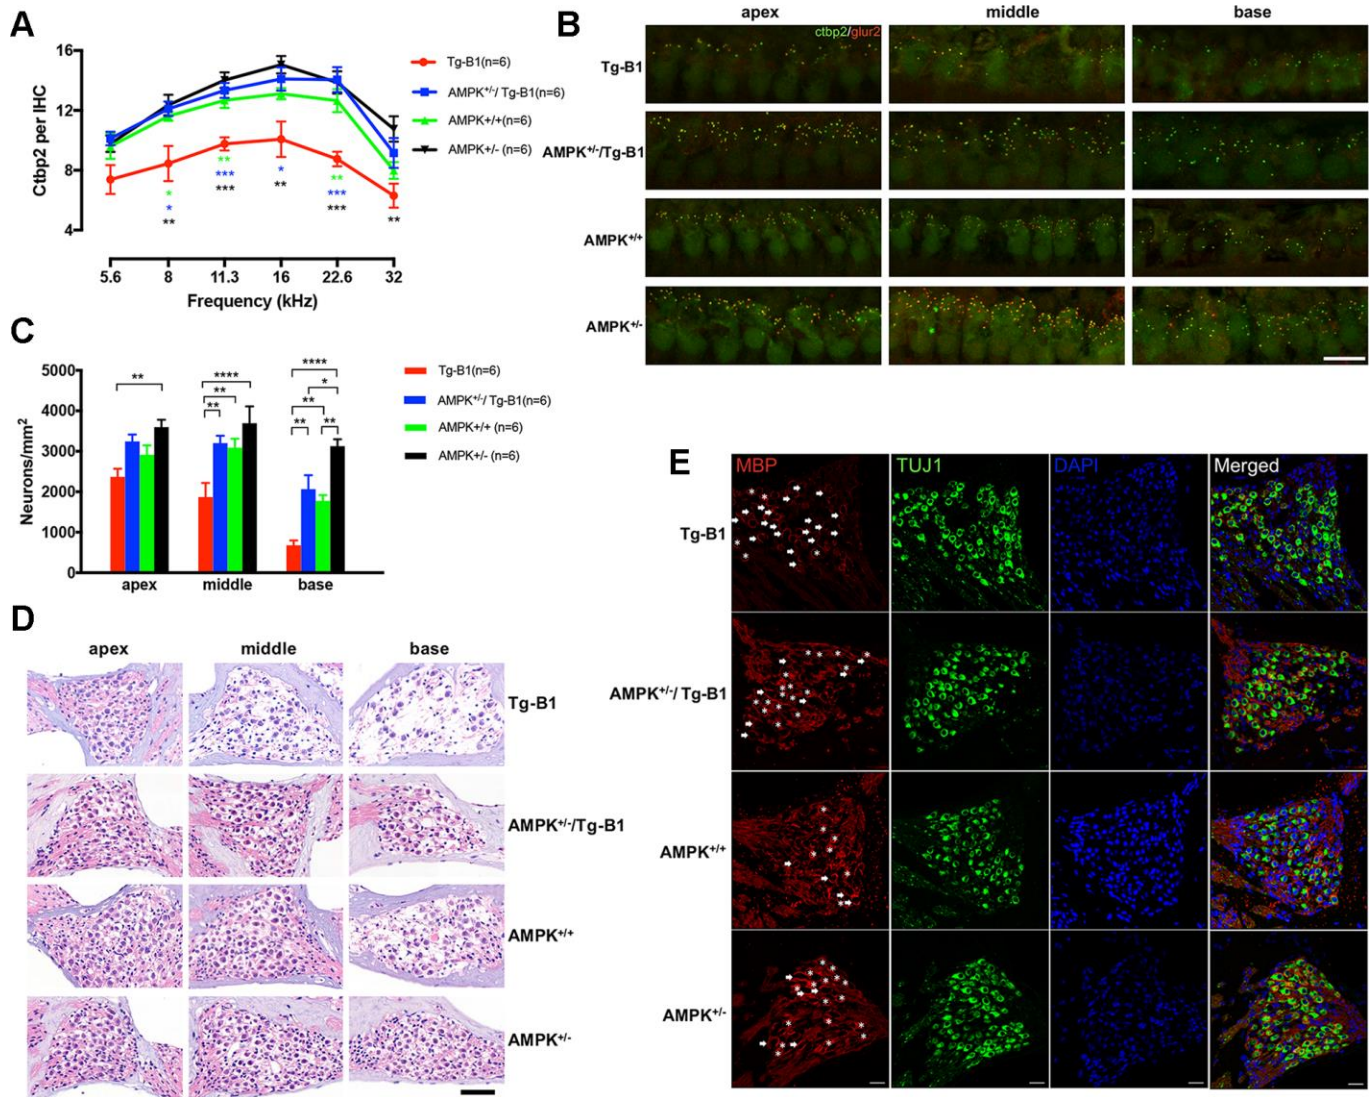 A
16
12
8
4
Ctbp2 per IHC
5.6 8 11.3 16 22.6 32
Frequency (kHz)
Tg-B1(n=6)
AMPK+/-/ Tg-B1(n=6)
AMPK+/+(n=6)
AMPK+/- (n=6)
** ** *
* *** * *** **
** *** ** *** **
B
apex middle base
ctbp2/glur2
Tg-B1
AMPK+/-/Tg-B1
AMPK+/+
AMPK+/-
C
5000
4000
3000
2000
1000
0
Neurons/mm2
apex middle base
** **** ****
** *
** **
** **
Tg-B1(n=6)
AMPK+/-/ Tg-B1(n=6)
AMPK+/+ (n=6)
AMPK+/- (n=6)
D
apex middle base
Tg-B1
AMPK+/-/Tg-B1
AMPK+/+
AMPK+/-
E
MBP TUJ1 DAPI Merged
Tg-B1
AMPK+/-/ Tg-B1
AMPK+/+
AMPK+/-